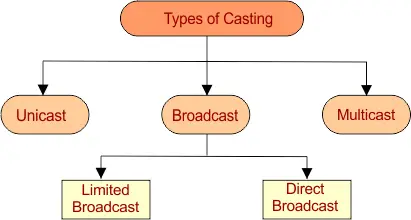 Types of Casting
Unicast
Broadcast
Multicast
Limited
Broadcast
Direct
Broadcast